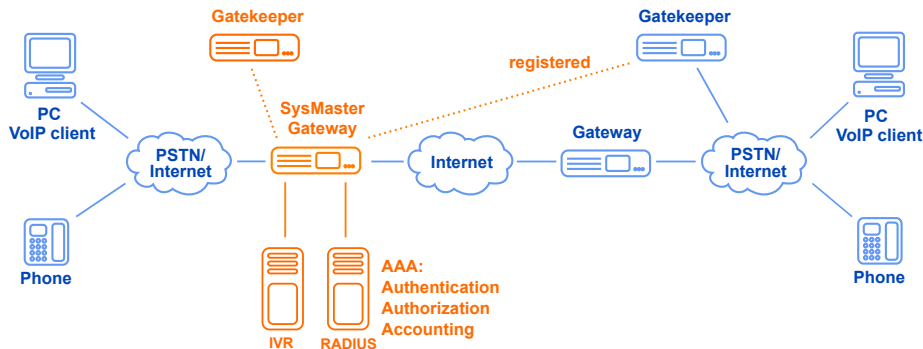 Gatekeeper
Gatekeeper
registered
PC
VoIP client
SysMaster
Gateway
PC
VoIP client
PSTN/
Internet
Internet
Gateway
PSTN/
Internet
Phone
AAA:
Authentication
Authorization
Accounting
Phone
IVR
RADIUS